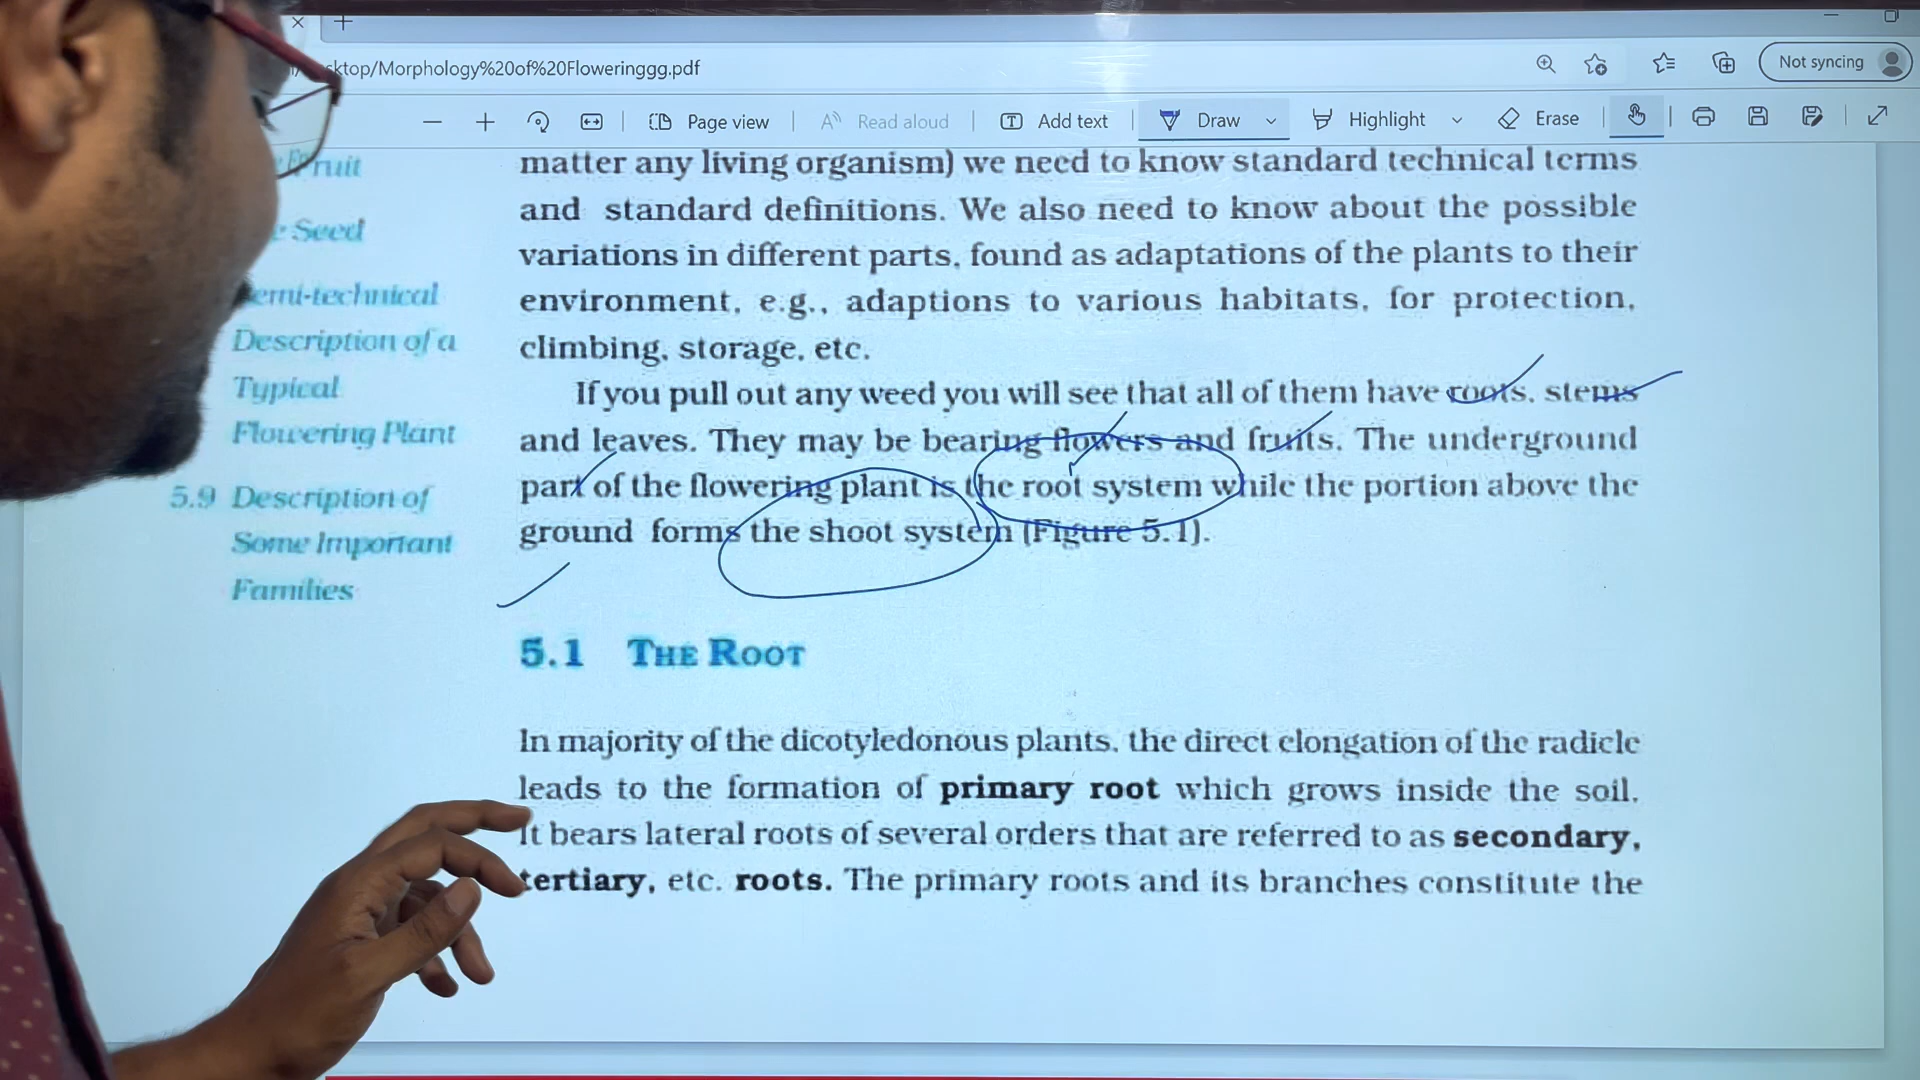 ktop/Morphology%20of%20Floweringgg.pdf
Not syncing
Page view
Read aloud
Add text
Draw
Highlight
Erase
Fruit
Seed
emi-technical
Description of a
Typical
Flowering Plant
5.9 Description of
Some Important
Families
matter any living organism) we need to know standard technical terms
and standard definitions. We also need to know about the possible
variations in different parts, found as adaptations of the plants to their
environment, e.g., adaptions to various habitats, for protection,
climbing, storage, etc.
If you pull out any weed you will see that all of them have roots, stems
and leaves. They may be bearing flowers and fruits. The underground
part of the flowering plant is the root system while the portion above the
ground forms the shoot system (Figure 5.1).
5.1 THE ROOT
In majority of the dicotyledonous plants, the direct elongation of the radicle
leads to the formation of primary root which grows inside the soil.
It bears lateral roots of several orders that are referred to as secondary,
tertiary, etc. roots. The primary roots and its branches constitute the